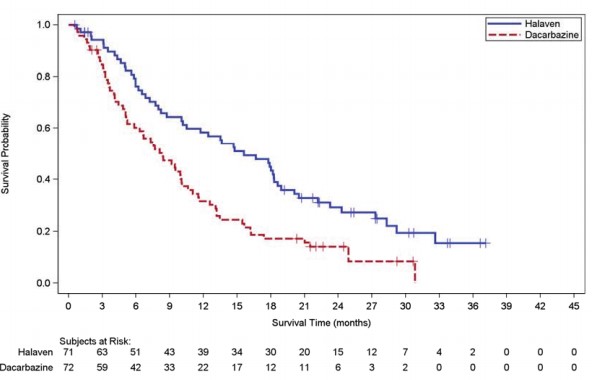 Halaven
Dacarbazine
Survival Probability
1.0
0.8
0.6
0.4
0.2
0.0
0 3 6 9 12 15 18 21 24 27 30 33 36 39 42 45
Survival Time (months)
Subjects at Risk:
Halaven 71 63 51 43 39 34 30 20 15 12 7 4 2 0 0 0
Dacarbazine 72 59 42 33 22 17 12 11 6 3 2 0 0 0 0 0